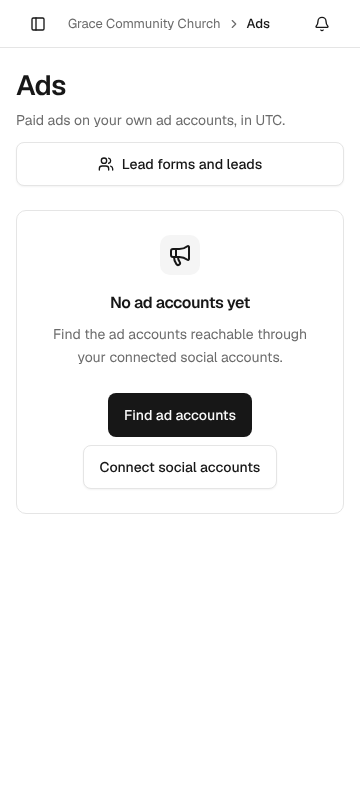 Grace Community Church > Ads
Ads
Paid ads on your own ad accounts, in UTC.
Lead forms and leads
No ad accounts yet
Find the ad accounts reachable through
your connected social accounts.
Find ad accounts
Connect social accounts